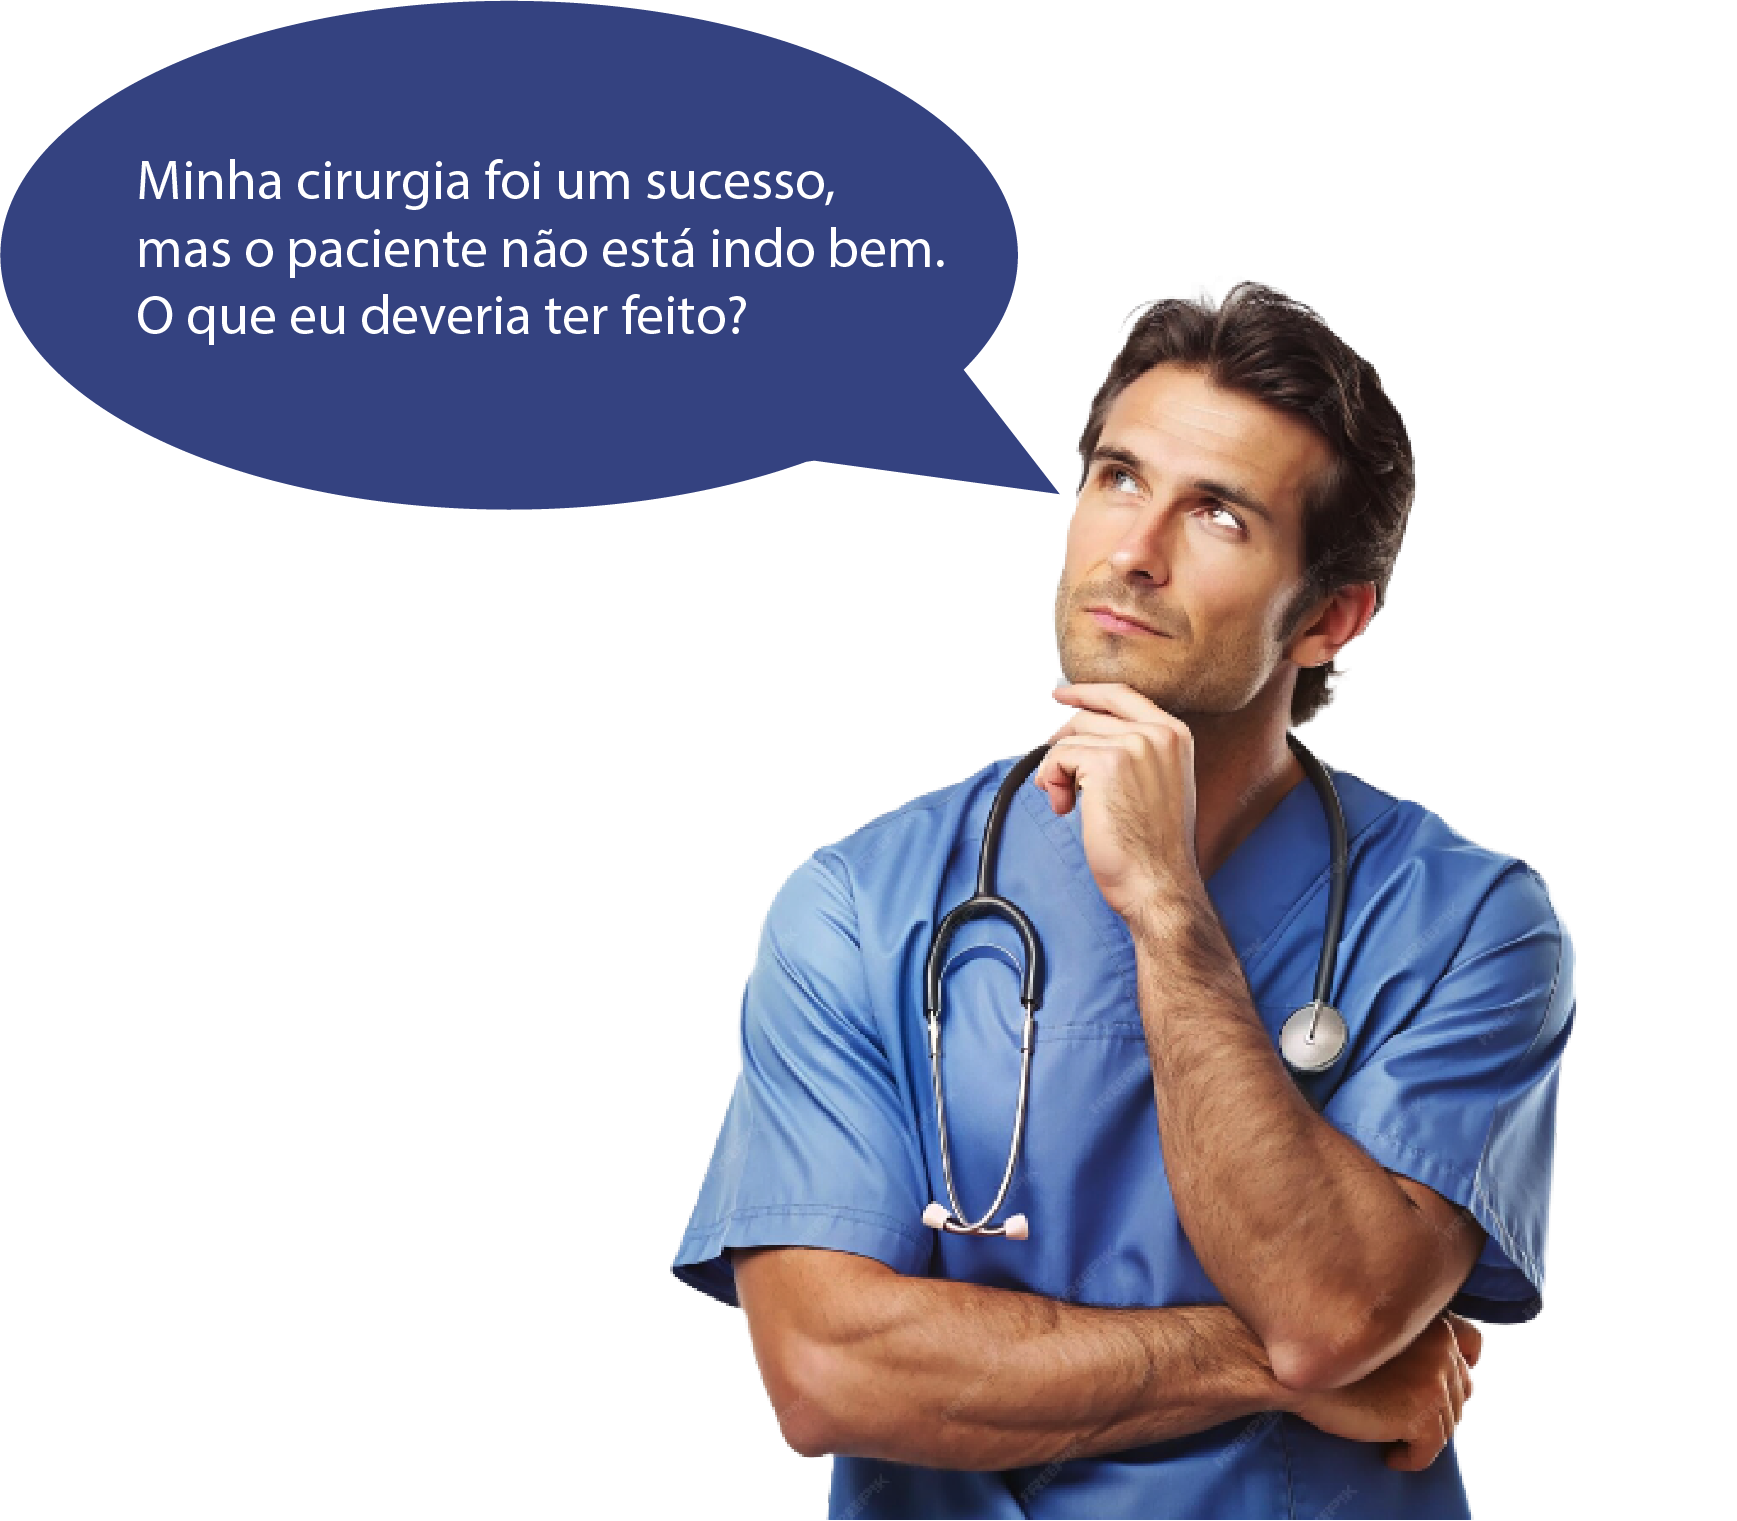 Minha cirurgia foi um sucesso,
mas o paciente não está indo bem.
O que eu deveria ter feito?